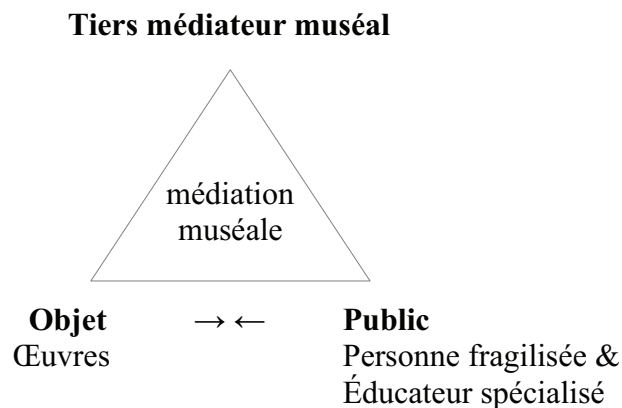 Tiers médiateur muséal
médiation
muséale
Objet → ← Public
Œuvres Personne fragilisée &
Éducateur spécialisé